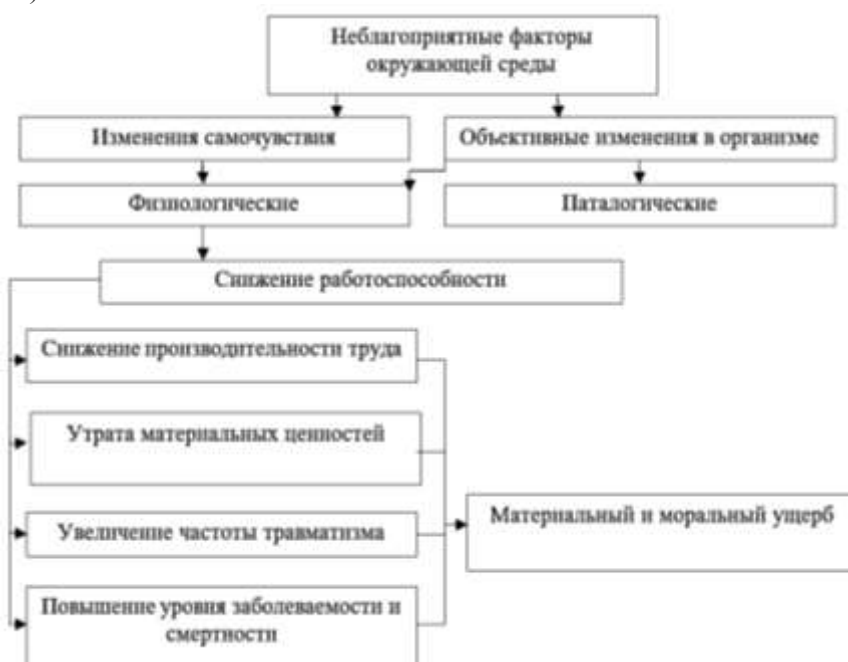 )
Неблагоприятные факторы
окружающей среды
Изменения самочувствия
Объективные изменения в организме
Физиологические
Паталогические
Снижение работоспособности
Снижение производительности труда
Утрата материальных ценностей
Увеличение частоты травматизма
Повышение уровня заболеваемости и
смертности
Материальный и моральный ущерб